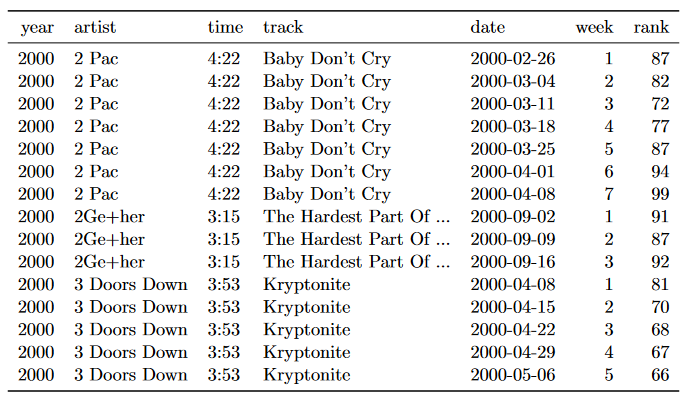 year artist time track date week rank
2000 2 Pac 4:22 Baby Don't Cry 2000-02-26 1 87
2000 2 Pac 4:22 Baby Don't Cry 2000-03-04 2 82
2000 2 Pac 4:22 Baby Don't Cry 2000-03-11 3 72
2000 2 Pac 4:22 Baby Don't Cry 2000-03-18 4 77
2000 2 Pac 4:22 Baby Don't Cry 2000-03-25 5 87
2000 2 Pac 4:22 Baby Don't Cry 2000-04-01 6 94
2000 2 Pac 4:22 Baby Don't Cry 2000-04-08 7 99
2000 2Ge+her 3:15 The Hardest Part Of ... 2000-09-02 1 91
2000 2Ge+her 3:15 The Hardest Part Of ... 2000-09-09 2 87
2000 2Ge+her 3:15 The Hardest Part Of ... 2000-09-16 3 92
2000 3 Doors Down 3:53 Kryptonite 2000-04-08 1 81
2000 3 Doors Down 3:53 Kryptonite 2000-04-15 2 70
2000 3 Doors Down 3:53 Kryptonite 2000-04-22 3 68
2000 3 Doors Down 3:53 Kryptonite 2000-04-29 4 67
2000 3 Doors Down 3:53 Kryptonite 2000-05-06 5 66